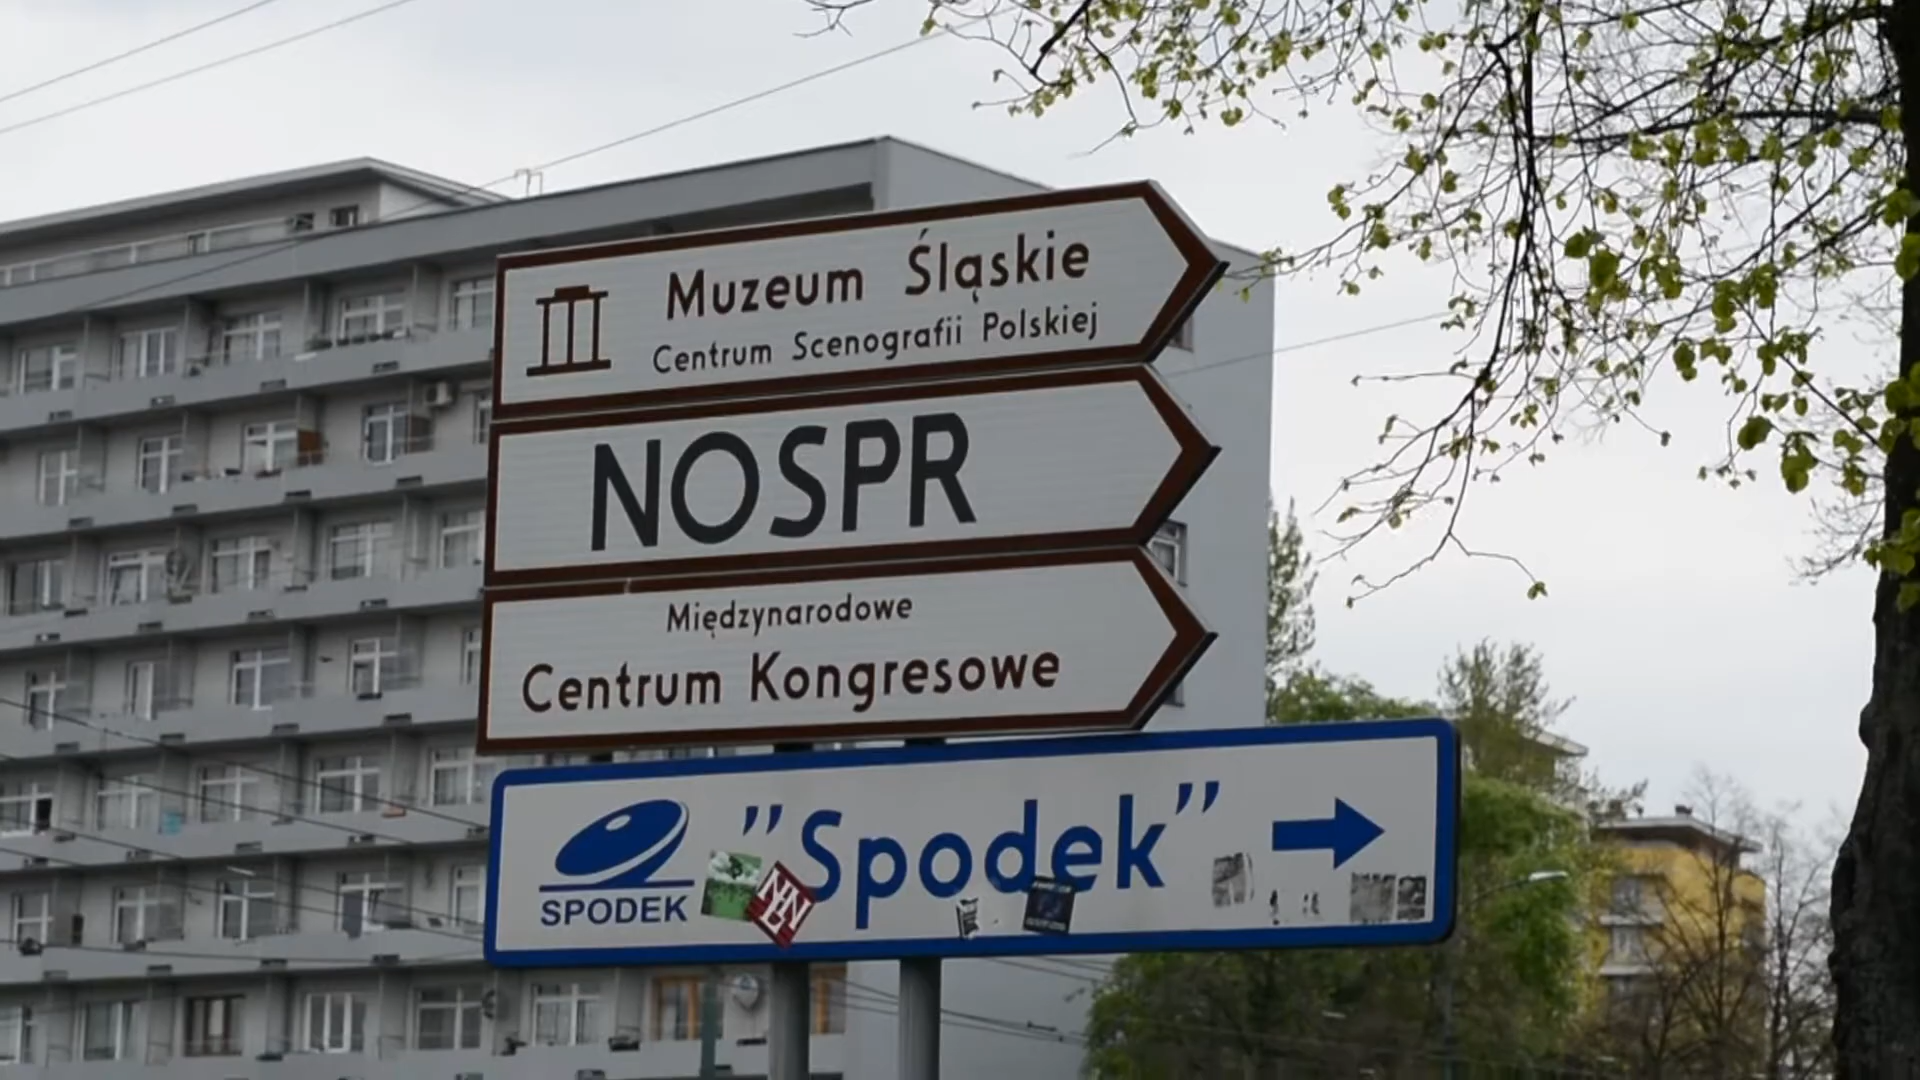 Muzeum Śląskie
Centrum Scenografii Polskiej
NOSPR
Międzynarodowe
Centrum Kongresowe
"Spodek"
SPODEK